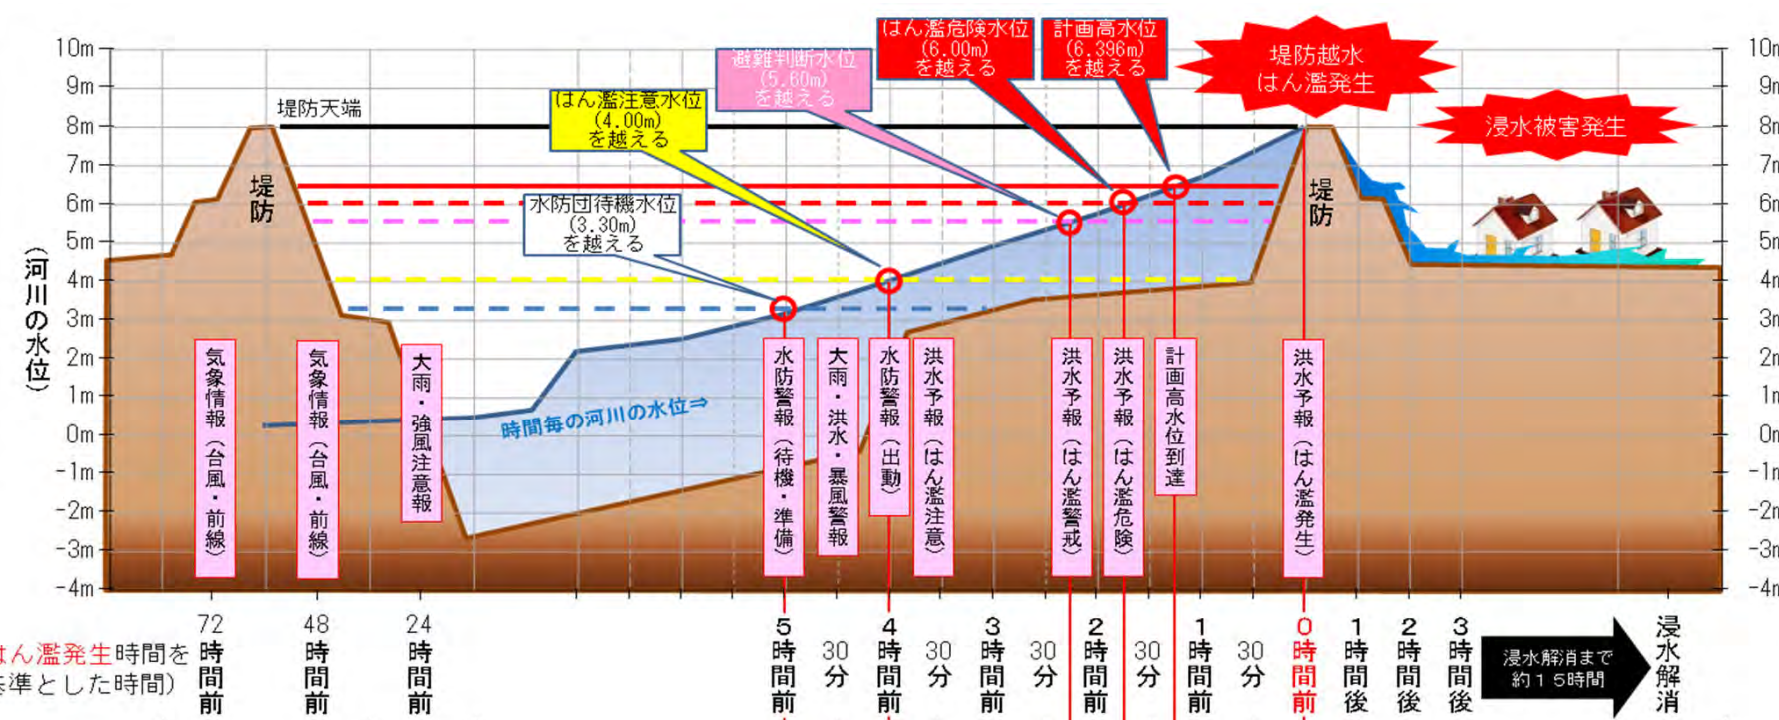 はん濫危険水位
(6.00m)
を越える
計画高水位
(6.396m)
を越える
堤防越水
はん濫発生
避難判断水位
(5.60m)
を越える
はん濫注意水位
(4.00m)
を越える
浸水被害発生
水防団待機水位
(3.30m)
を越える
堤防天端
堤防
堤防
10m
9m
8m
7m
6m
5m
4m
3m
2m
1m
0m
-1m
-2m
-3m
-4m
河川の水位)
(
10m
9m
8m
7m
6m
5m
4m
3m
2m
1m
0m
-1m
-2m
-3m
-4m
時間毎の河川の水位⇒
気象情報(台風・前線)
気象情報(台風・前線)
大雨・強風注意報
水防警報(待機・準備)
大雨・洪水・暴風警報
水防警報(出動)
洪水予報(はん濫注意)
洪水予報(はん濫警戒)
洪水予報(はん濫危険)
計画高水位到達
洪水予報(はん濫発生)
はん濫発生時間を
基準とした時間)
72時間前
48時間前
24時間前
5時間前
30分
4時間前
30分
3時間前
30分
2時間前
30分
1時間前
30分
0時間前
1時間後
2時間後
3時間後
浸水解消まで
約15時間
浸水解消